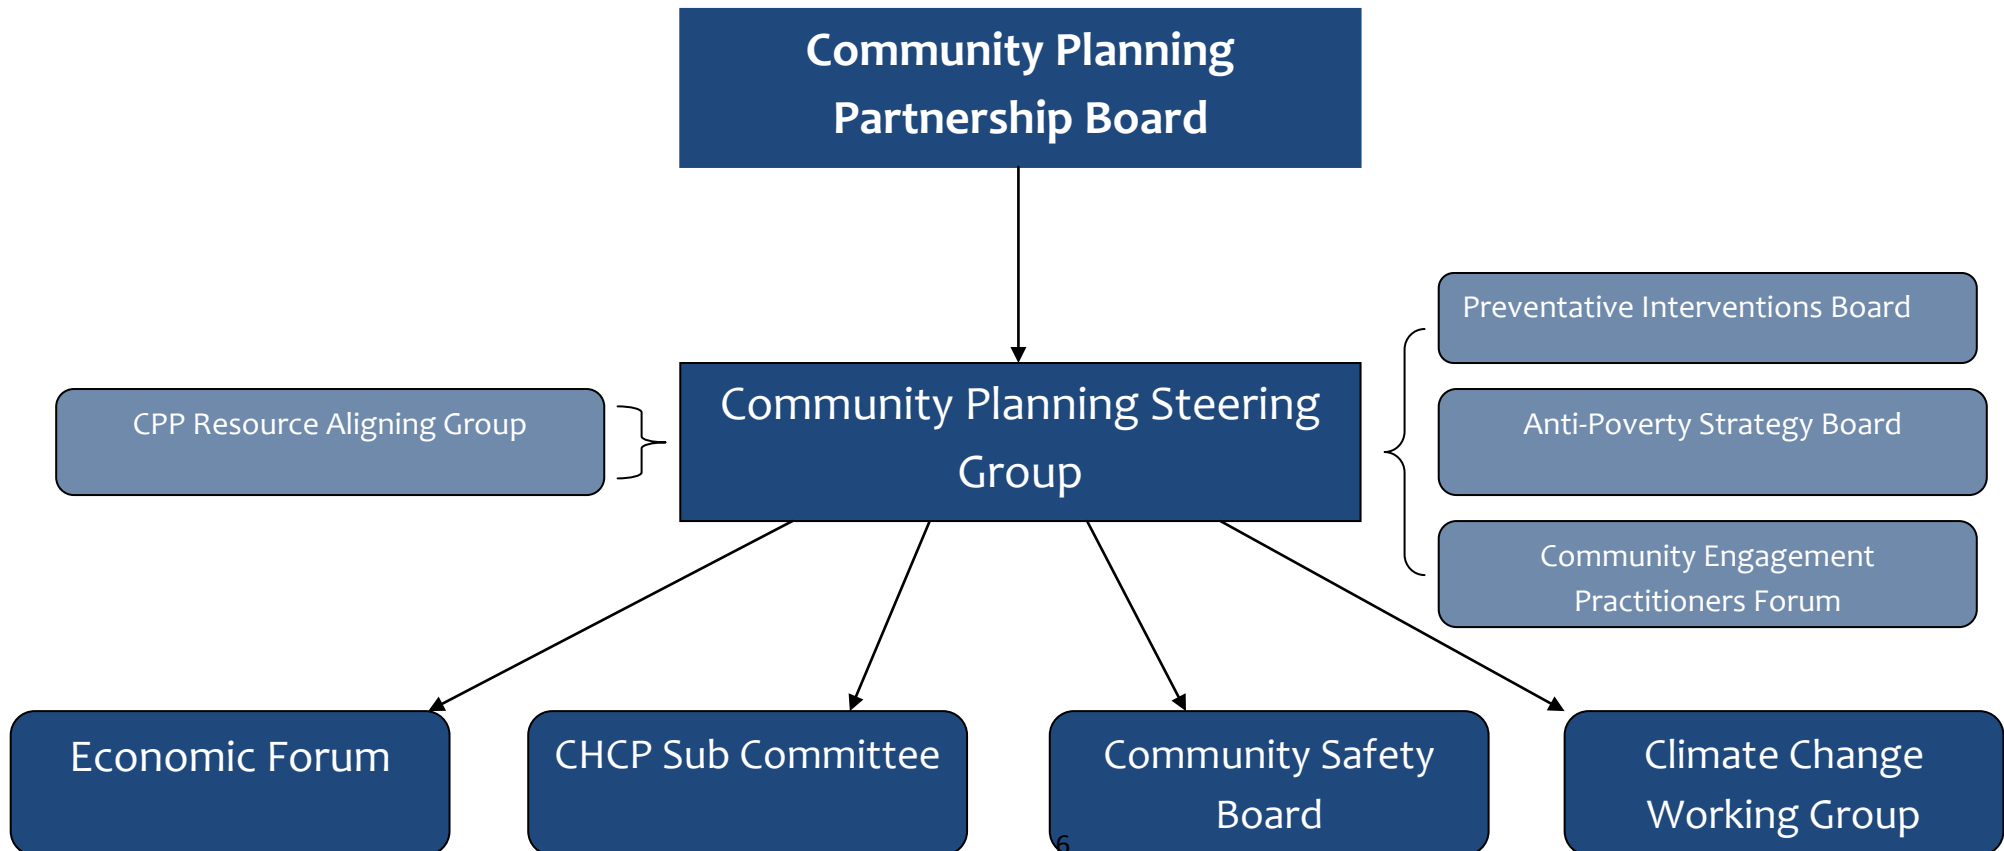 Community Planning
Partnership Board
Preventative Interventions Board
CPP Resource Aligning Group
Community Planning Steering
Group
Anti-Poverty Strategy Board
Community Engagement
Practitioners Forum
Economic Forum
CHCP Sub Committee
Community Safety
Board
Climate Change
Working Group
6